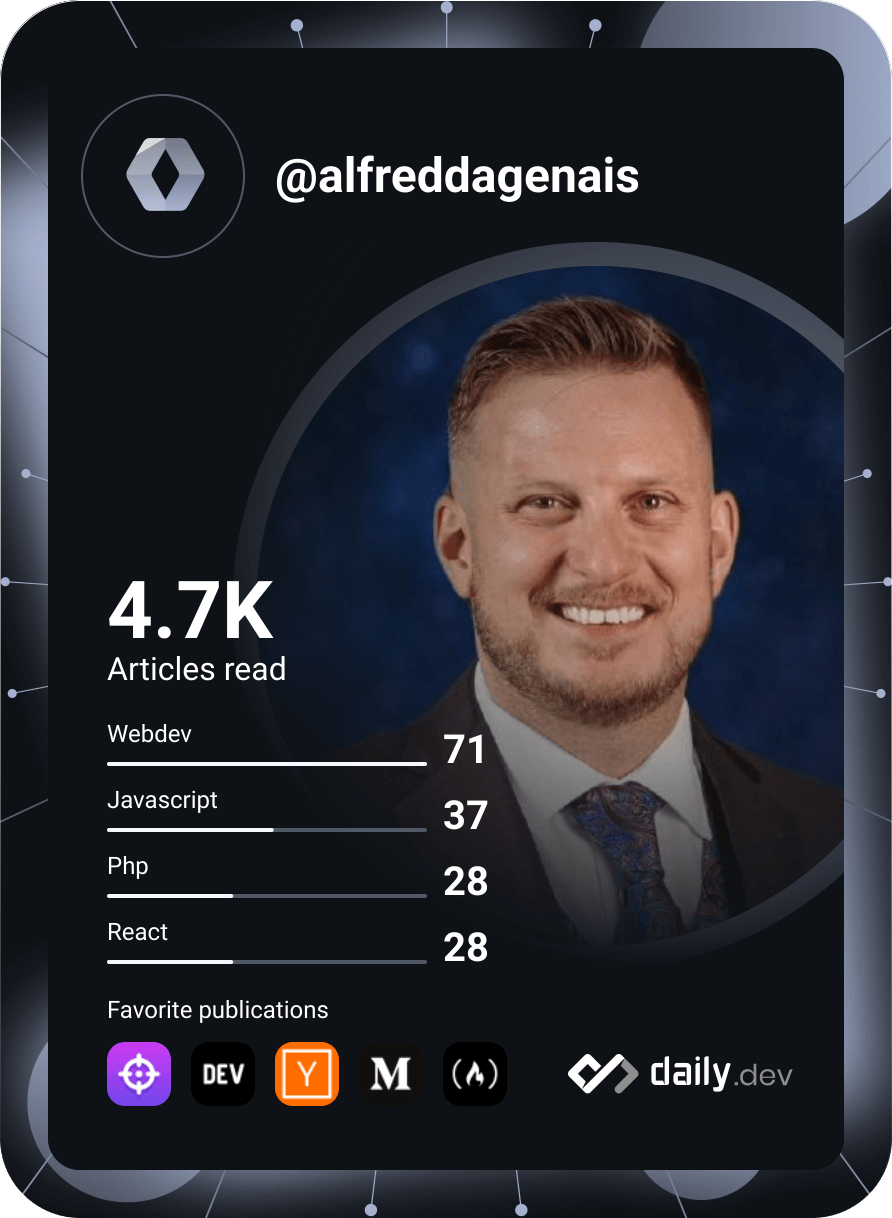 @alfreddagenais
4.7K
Articles read
Webdev
71
Javascript
37
Php
28
React
28
Favorite publications
DEV
Y
M
daily.dev